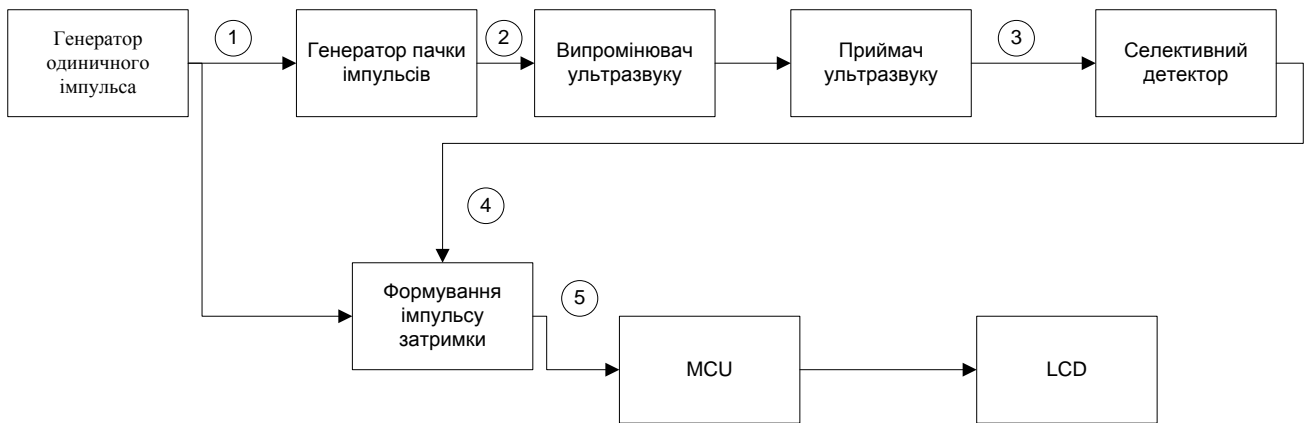 Генератор
одиничного
імпульса
1
Генератор пачки
імпульсів
2
Випромінювач
ультразвуку
Приймач
ультразвуку
3
Селективний
детектор
4
Формування
імпульсу
затримки
5
MCU
LCD